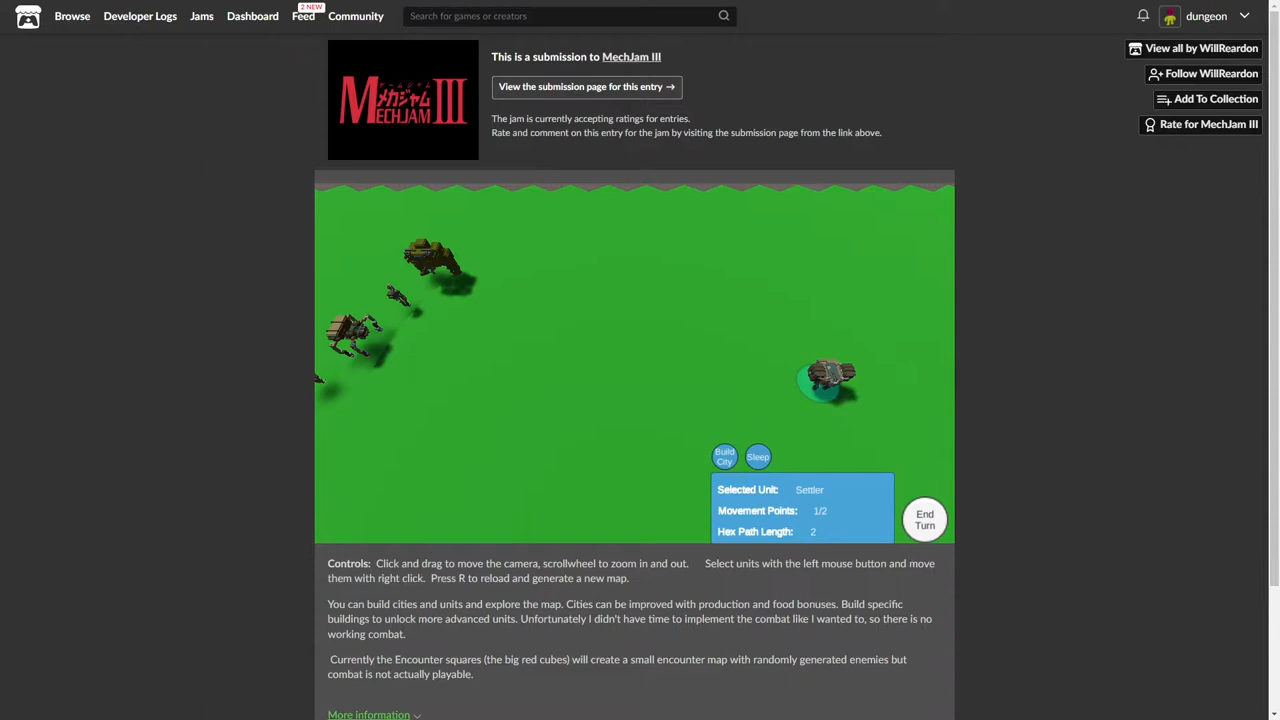 Browse
Developer Logs
Jams
Dashboard
2 NEW
Feed
Community
Search for games or creators
dungeon
ゲームジャム
メカジャム
MECHJAM III
This is a submission to MechJam III
View the submission page for this entry →
The jam is currently accepting ratings for entries.
Rate and comment on this entry for the jam by visiting the submission page from the link above.
View all by WillReardon
Follow WillReardon
Add To Collection
Rate for MechJam III
Build
City
Sleep
Selected Unit: Settler
Movement Points: 1/2
Hex Path Length: 2
End
Turn
Controls: Click and drag to move the camera, scrollwheel to zoom in and out. Select units with the left mouse button and move
them with right click. Press R to reload and generate a new map.
You can build cities and units and explore the map. Cities can be improved with production and food bonuses. Build specific
buildings to unlock more advanced units. Unfortunately I didn't have time to implement the combat like I wanted to, so there is no
working combat.
Currently the Encounter squares (the big red cubes) will create a small encounter map with randomly generated enemies but
combat is not actually playable.
More information